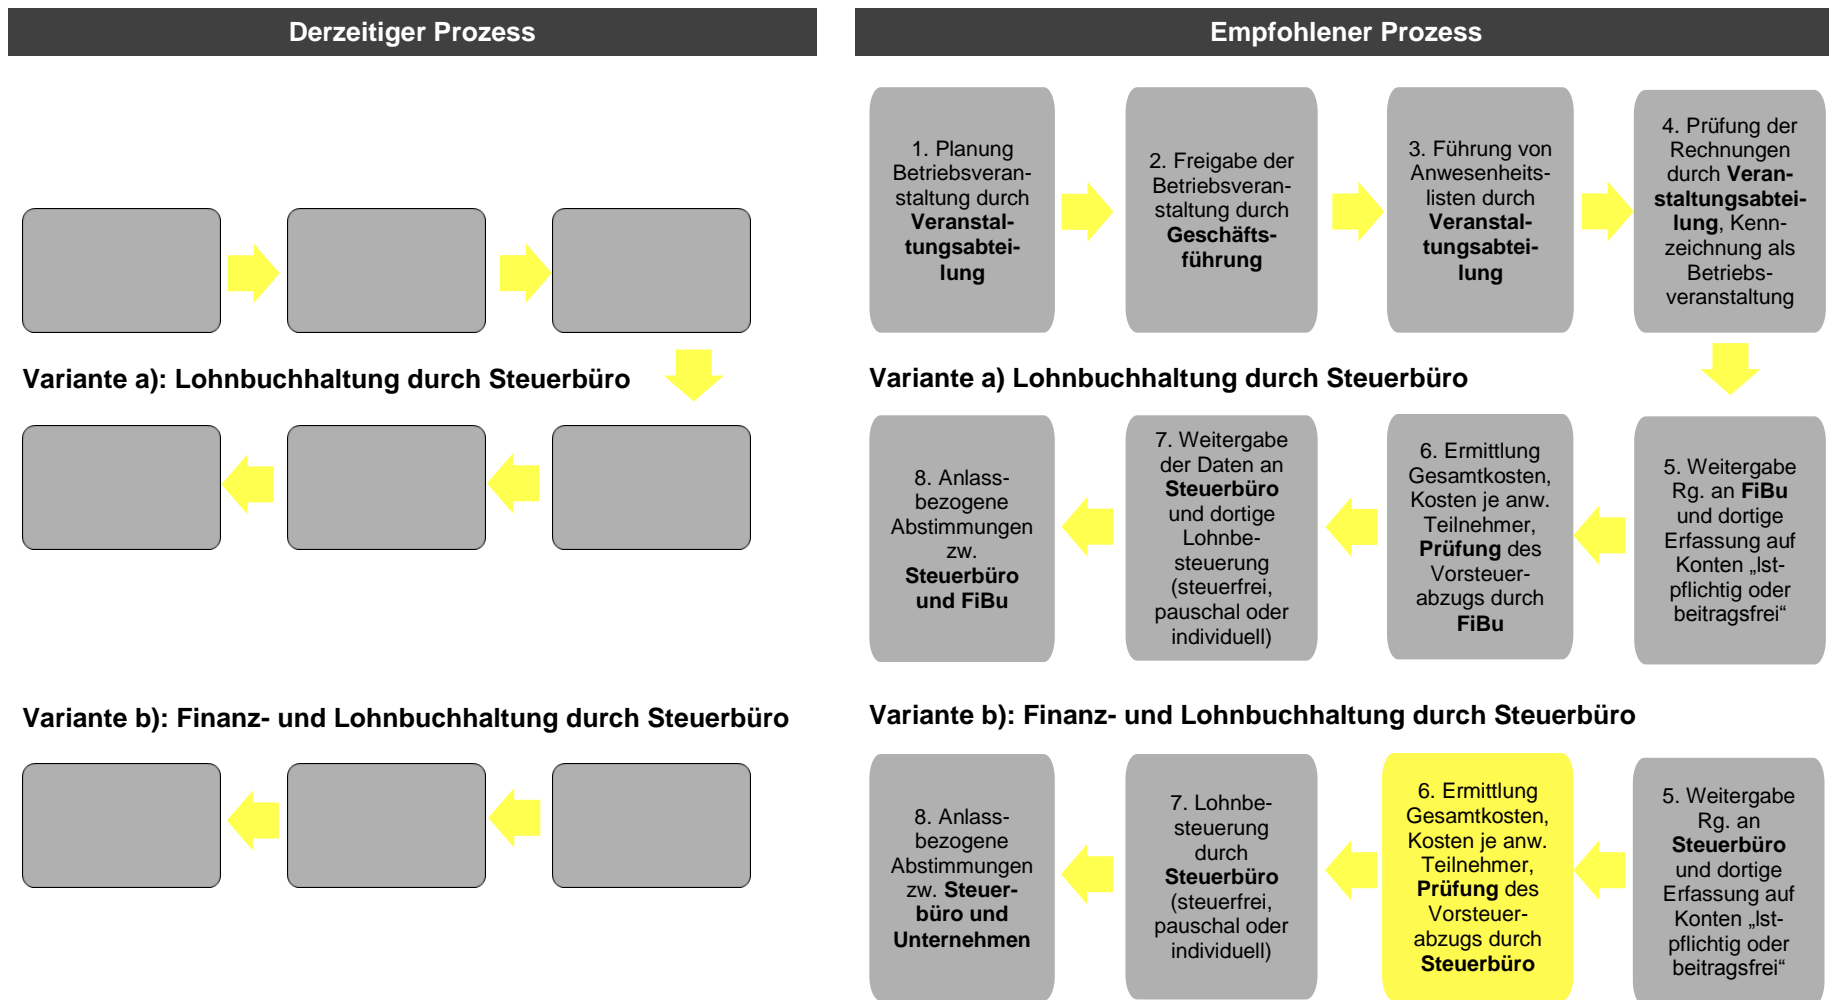 Derzeitiger Prozess
Empfohlener Prozess
1. Planung
Betriebsveran-
staltung durch
Veranstal-
tungsabtei-
lung
2. Freigabe der
Betriebsveran-
staltung durch
Geschäfts-
führung
3. Führung von
Anwesenheits-
listen durch
Veranstal-
tungsabtei-
lung
4. Prüfung der
Rechnungen
durch Veran-
staltungsabtei-
lung, Kenn-
zeichnung als
Betriebs-
veranstaltung
Variante a): Lohnbuchhaltung durch Steuerbüro
Variante a) Lohnbuchhaltung durch Steuerbüro
8. Anlass-
bezogene
Abstimmungen
zw.
Steuerbüro
und FiBu
7. Weitergabe
der Daten an
Steuerbüro
und dortige
Lohnbe-
steuerung
(steuerfrei,
pauschal oder
individuell)
6. Ermittlung
Gesamtkosten,
Kosten je anw.
Teilnehmer,
Prüfung des
Vorsteuer-
abzugs durch
FiBu
5. Weitergabe
Rg. an FiBu
und dortige
Erfassung auf
Konten „lst-
pflichtig oder
beitragsfrei“
Variante b): Finanz- und Lohnbuchhaltung durch Steuerbüro
Variante b): Finanz- und Lohnbuchhaltung durch Steuerbüro
8. Anlass-
bezogene
Abstimmungen
zw. Steuer-
büro und
Unternehmen
7. Lohnbe-
steuerung
durch
Steuerbüro
(steuerfrei,
pauschal oder
individuell)
6. Ermittlung
Gesamtkosten,
Kosten je anw.
Teilnehmer,
Prüfung des
Vorsteuer-
abzugs durch
Steuerbüro
5. Weitergabe
Rg. an
Steuerbüro
und dortige
Erfassung auf
Konten „lst-
pflichtig oder
beitragsfrei“